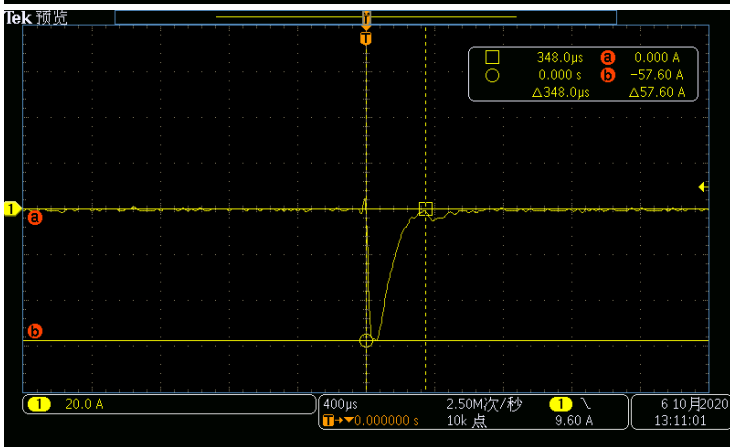 Tek 预览
T
T
348.0µs a 0.000 A
0.000 s b -57.60 A
△348.0µs △57.60 A
1
a
b
1 20.0 A
400µs 2.50M次/秒 1 \
T→▼0.000000 s 10k 点 9.60 A
6 10月2020
13:11:01